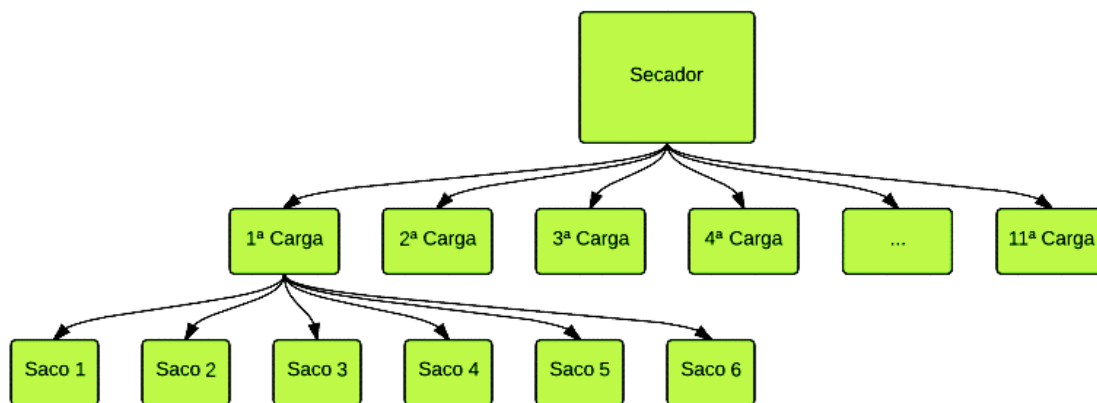 Secador
1ª Carga
2ª Carga
3ª Carga
4ª Carga
...
11ª Carga
Saco 1
Saco 2
Saco 3
Saco 4
Saco 5
Saco 6